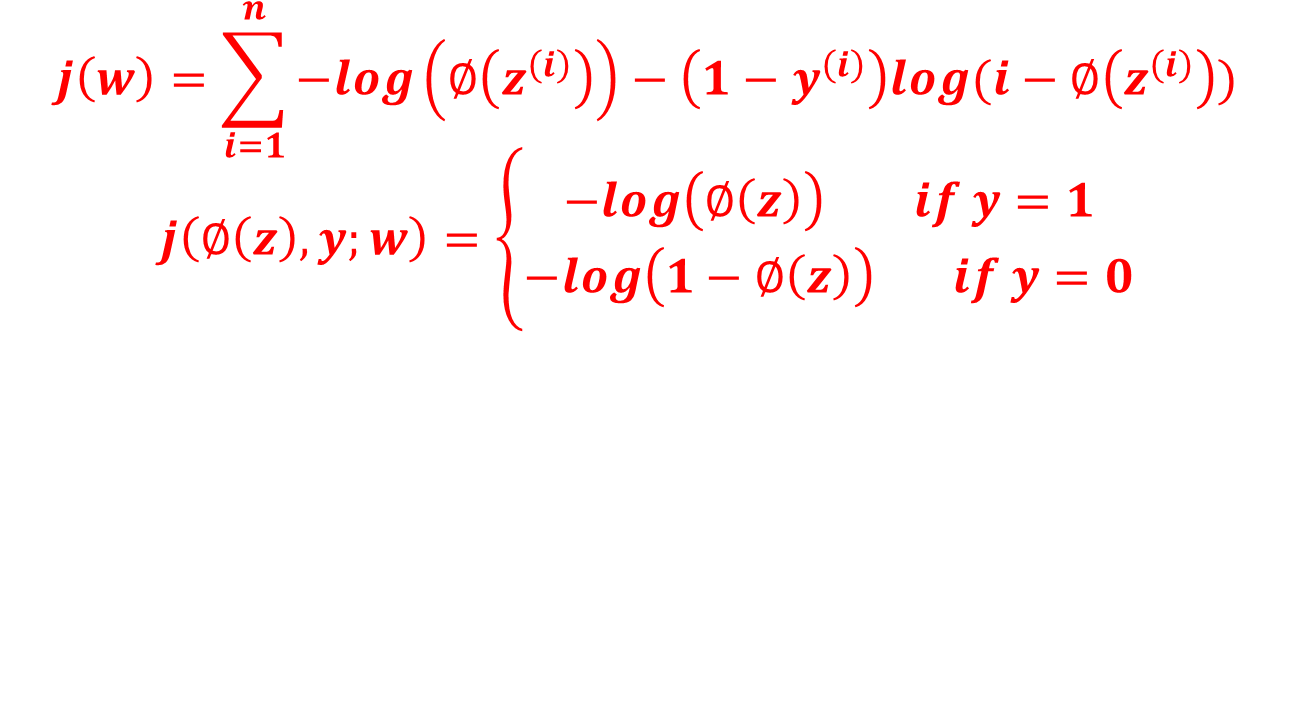 j(w) = ∑_{i=1}^{n} −log(∅(z^{(i)})) − (1 − y^{(i)})log(i − ∅(z^{(i)}))
j(∅(z), y; w) = { −log(∅(z)) if y = 1
−log(1 − ∅(z)) if y = 0